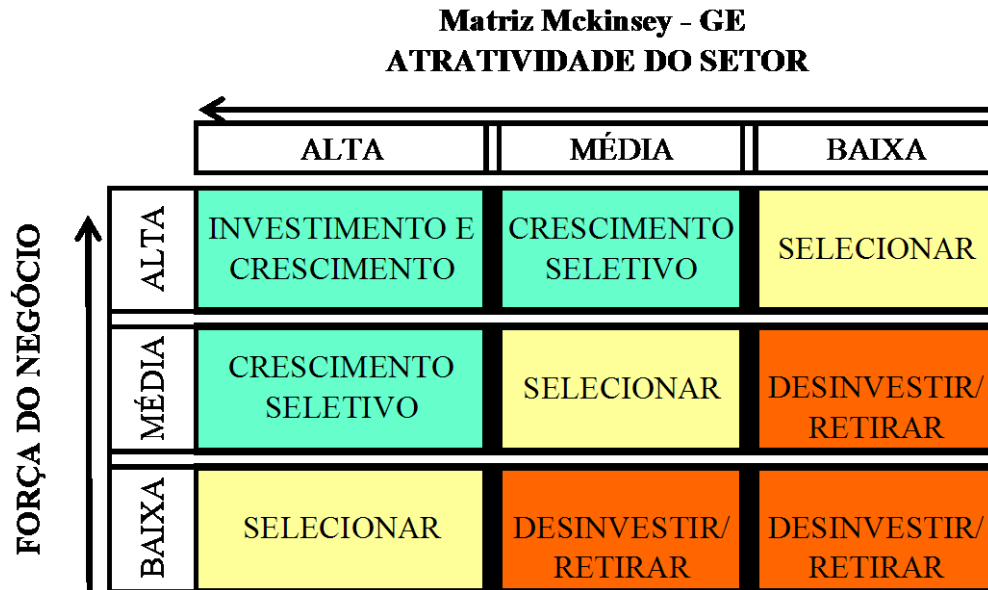 Matriz Mckinsey - GE
ATRATIVIDADE DO SETOR
ALTA
MÉDIA
BAIXA
FORÇA DO NEGÓCIO
ALTA
INVESTIMENTO E
CRESCIMENTO
CRESCIMENTO
SELETIVO
SELECIONAR
MÉDIA
CRESCIMENTO
SELETIVO
SELECIONAR
DESINVESTIR/
RETIRAR
BAIXA
SELECIONAR
DESINVESTIR/
RETIRAR
DESINVESTIR/
RETIRAR